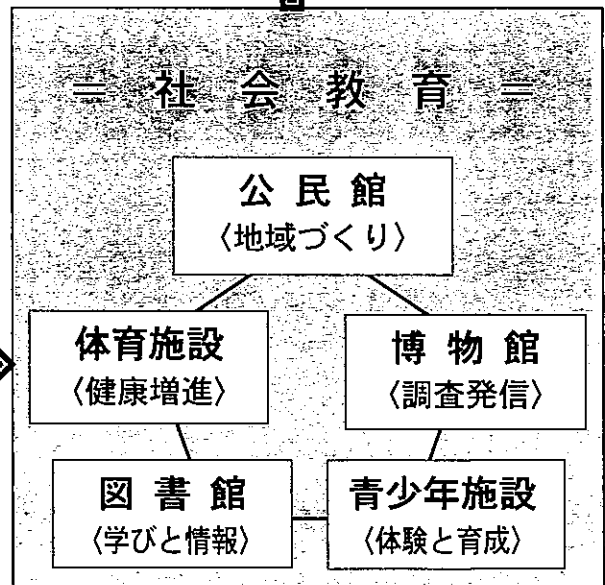 ＝ 社 会 教 育 ＝
公 民 館
〈地域づくり〉
体育施設
〈健康増進〉
博 物 館
〈調査発信〉
図 書 館
〈学びと情報〉
青少年施設
〈体験と育成〉